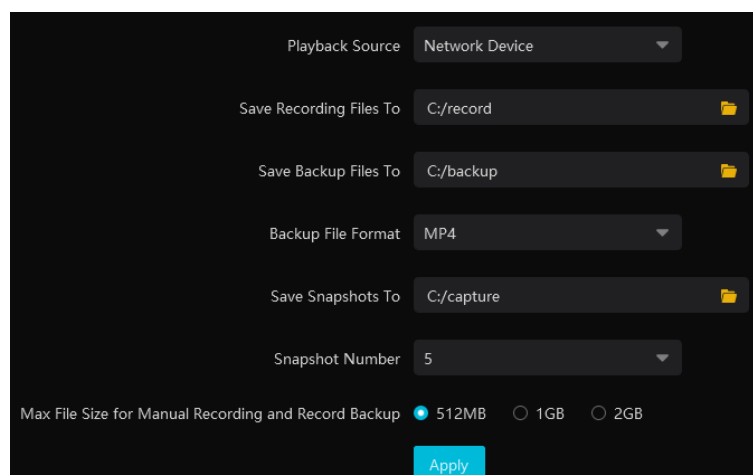 Playback Source Network Device
Save Recording Files To C:/record
Save Backup Files To C:/backup
Backup File Format MP4
Save Snapshots To C:/capture
Snapshot Number 5
Max File Size for Manual Recording and Record Backup 512MB 1GB 2GB
Apply